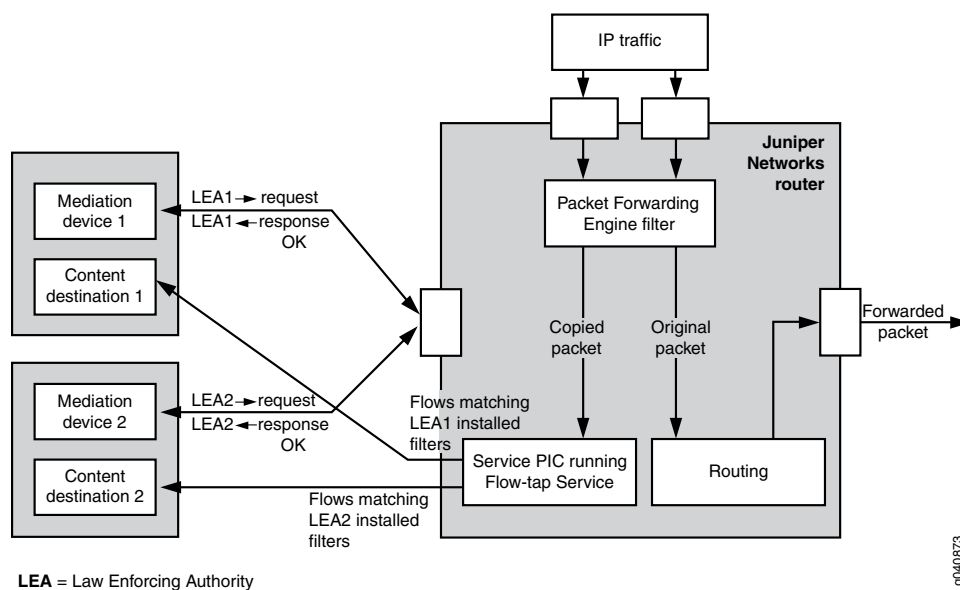 IP traffic
Juniper
Networks
router
Packet Forwarding
Engine filter
Mediation
device 1
LEA1 → request
LEA1 ← response
OK
Content
destination 1
Copied
packet
Original
packet
Forwarded
packet
Mediation
device 2
LEA2 → request
LEA2 ← response
OK
Flows matching
LEA1 installed
filters
Content
destination 2
Service PIC running
Flow-tap Service
Routing
Flows matching
LEA2 installed
filters
LEA = Law Enforcing Authority
g040873